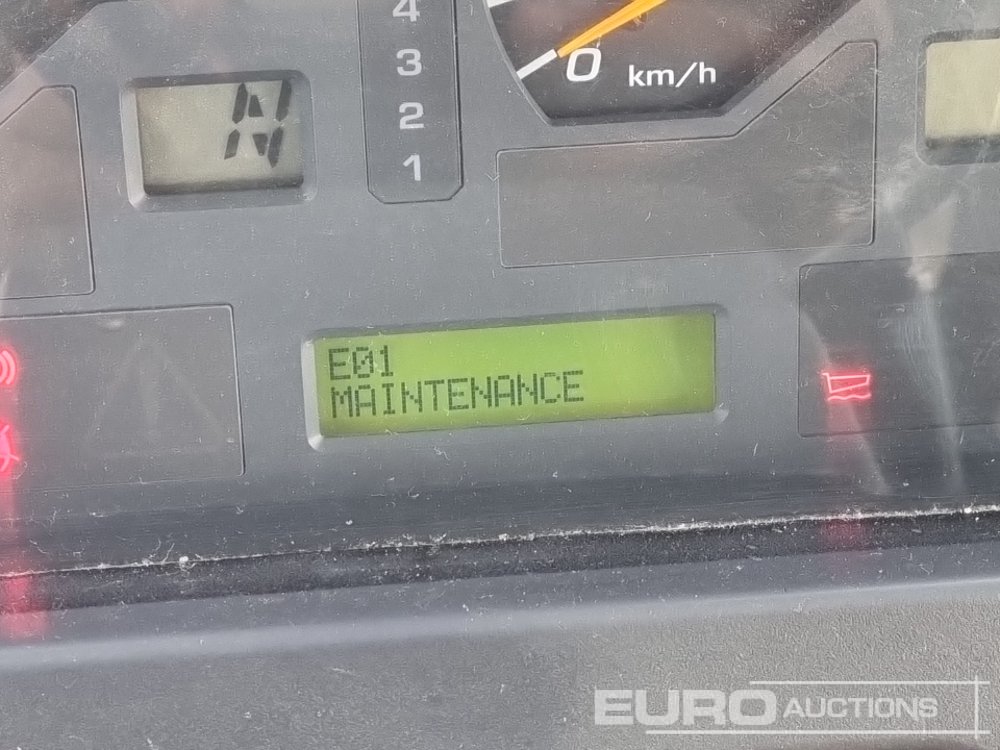 4
3
2
1
0
km/h
N
E01
MAINTENANCE
EURO AUCTIONS